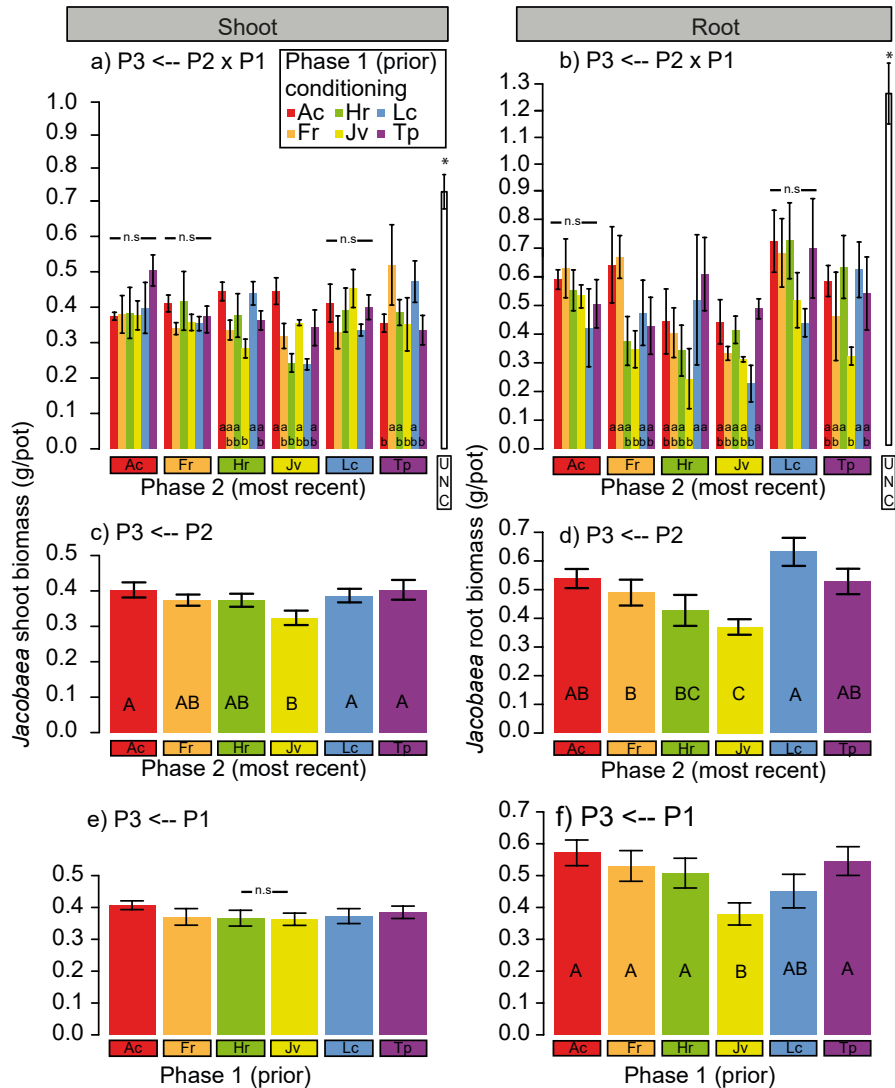 Shoot
Root
a) P3 <-- P2 x P1
Phase 1 (prior)
conditioning
Ac Hr Lc
Fr Jv Tp
b) P3 <-- P2 x P1
1.0
0.9
0.8
0.7
0.6
0.5
0.4
0.3
0.2
0.1
0.0
n.s
n.s
n.s
*
a a a a a a a a a a a
b b b b b b b b b b b b
Ac Fr Hr Jv Lc Tp
UNC
Phase 2 (most recent)
1.3
1.2
1.1
1.0
0.9
0.8
0.7
0.6
0.5
0.4
0.3
0.2
0.1
0.0
n.s
n.s
*
Ac Fr Hr Jv Lc Tp
UNC
Phase 2 (most recent)
Jacobaea shoot biomass (g/pot)
Jacobaea root biomass (g/pot)
c) P3 <-- P2
0.5
0.4
0.3
0.2
0.1
0.0
A AB AB B A A
Ac Fr Hr Jv Lc Tp
Phase 2 (most recent)
d) P3 <-- P2
0.7
0.6
0.5
0.4
0.3
0.2
0.1
0.0
AB B BC C A AB
Ac Fr Hr Jv Lc Tp
Phase 2 (most recent)
e) P3 <-- P1
0.5
0.4
0.3
0.2
0.1
0.0
n.s
Ac Fr Hr Jv Lc Tp
Phase 1 (prior)
f) P3 <-- P1
0.7
0.6
0.5
0.4
0.3
0.2
0.1
0.0
A A A B AB A
Ac Fr Hr Jv Lc Tp
Phase 1 (prior)